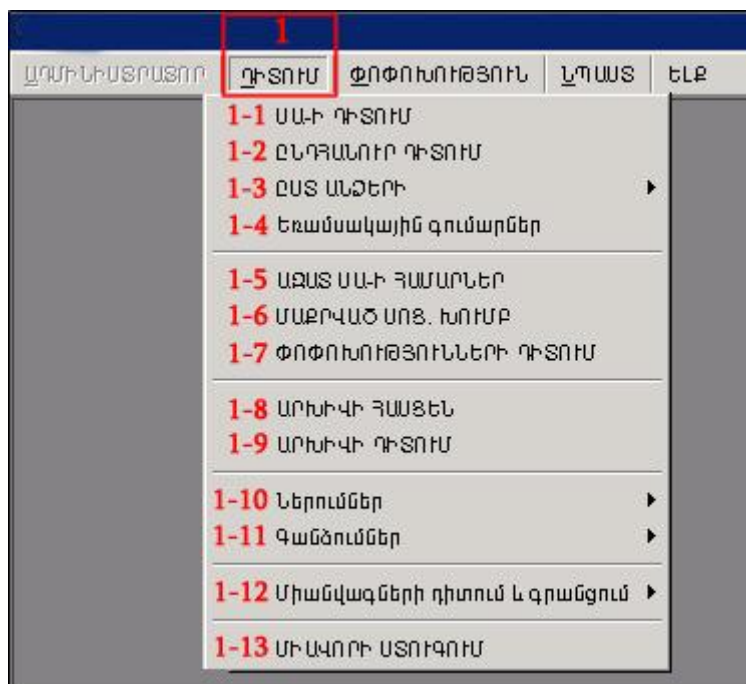 1
ԱԴՄԻՆԻՍՏՐԱՏՈՐ ԴԻՏՈՒՄ ՓՈՓՈԽՈՒԹՅՈՒՆ ՆՊԱՍՏ ԵԼՔ
1-1 ՍԱ-Ի ԴԻՏՈՒՄ
1-2 ԸՆԴՀԱՆՈՒՐ ԴԻՏՈՒՄ
1-3 ԸՍՏ ԱՆՁԵՐԻ
1-4 Եռամսակային գումարներ
1-5 ԱԶԱՏ ՍԱ-Ի ՀԱՄԱՐՆԵՐ
1-6 ՄԱՔՐՎԱԾ ՍՈՑ. ԽՈՒՄԲ
1-7 ՓՈՓՈԽՈՒԹՅՈՒՆՆԵՐԻ ԴԻՏՈՒՄ
1-8 ԱՐԽԻՎԻ ՀԱՍՑԵՆ
1-9 ԱՐԽԻՎԻ ԴԻՏՈՒՄ
1-10 Ներումներ
1-11 Գանձումներ
1-12 Միանվագների դիտում և գրանցում
1-13 ՄԻԱՎՈՐԻ ՍՏՈՒԳՈՒՄ